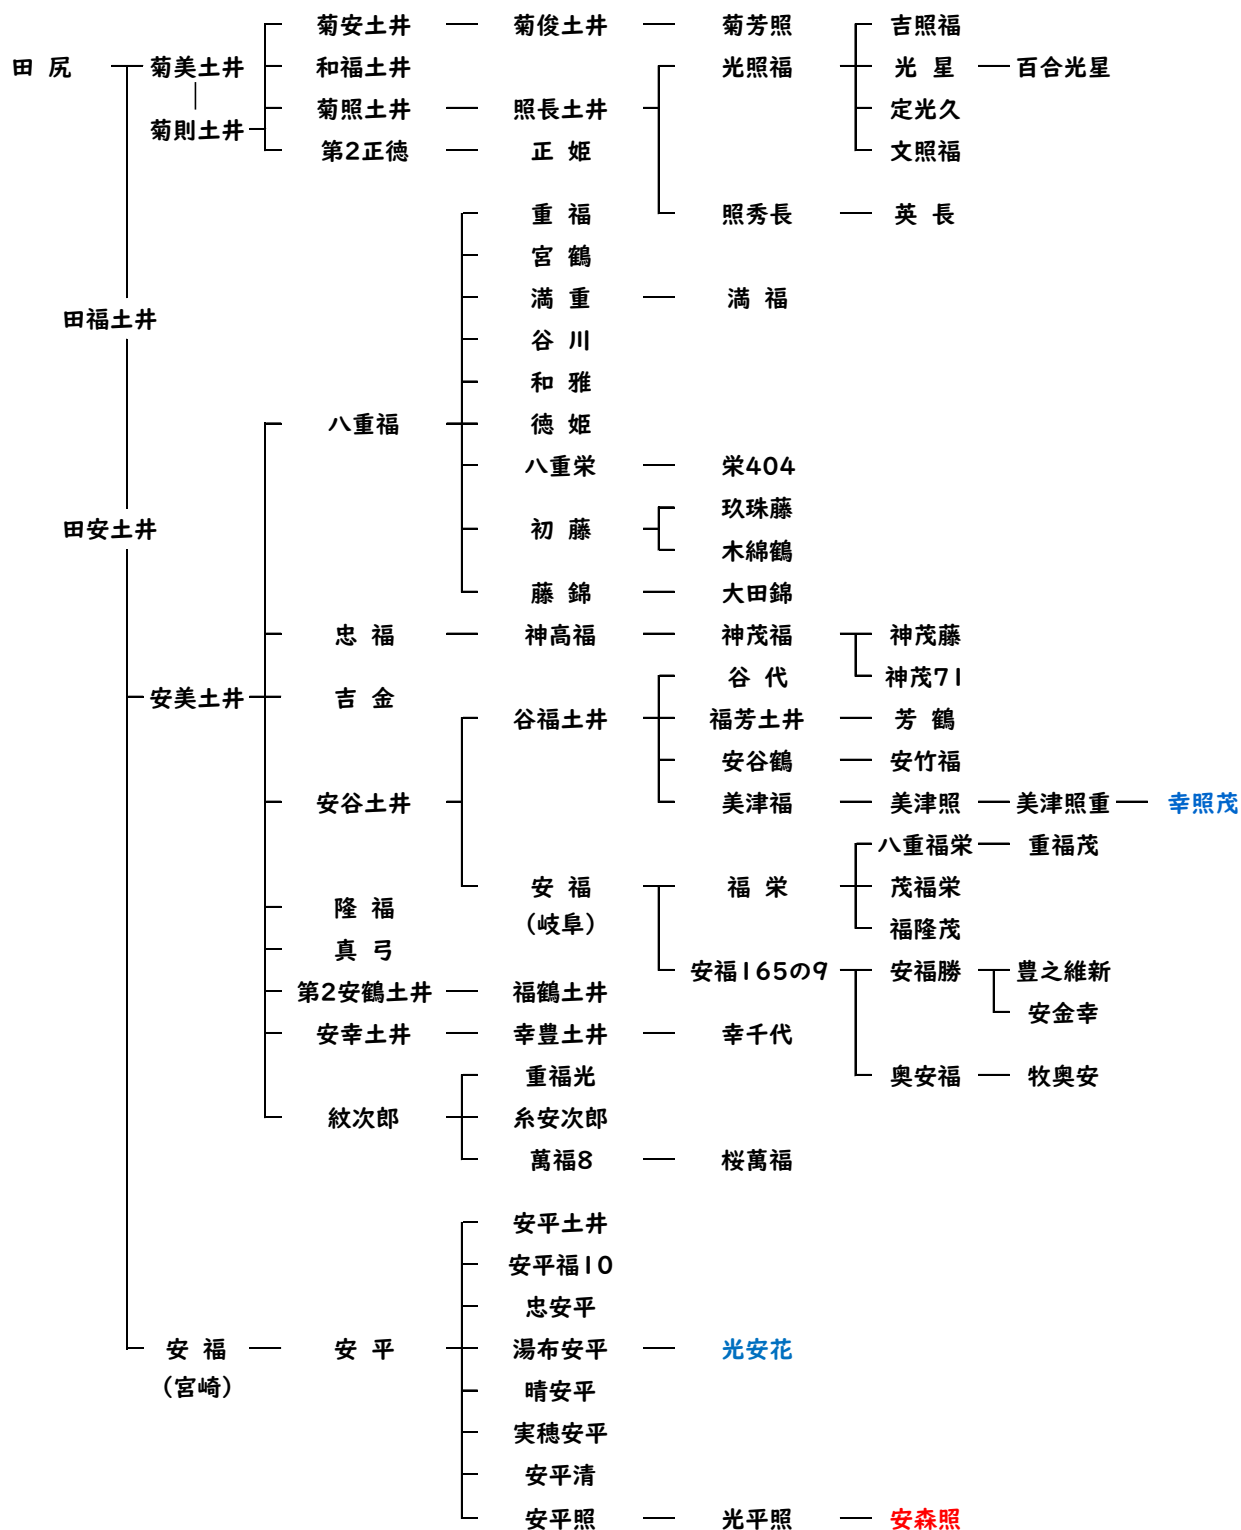 菊安土井 菊俊土井 菊芳照 吉照福
田 尻 菊美土井 和福土井 光照福 光 星 百合光星
菊照土井 照長土井 定光久
菊則土井
第2正徳 正 姫 文照福
重 福 照秀長 英 長
宮 鶴
満 重 満 福
田福土井
谷 川
和 雅
八重福 徳 姫
八重栄 栄404
玖珠藤
田安土井 初 藤
木綿鶴
藤 錦 大田錦
忠 福 神高福 神茂福 神茂藤
谷 代 神茂71
安美土井 吉 金
谷福土井 福芳土井 芳 鶴
安谷鶴 安竹福
安谷土井 美津福 美津照 美津照重 幸照茂
八重福栄 重福茂
安 福 福 栄 茂福栄
隆 福
(岐阜) 福隆茂
真 弓
安福165の9 安福勝 豊之維新
第2安鶴土井 福鶴土井
安金幸
安幸土井 幸豊土井 幸千代
重福光 奥安福 牧奥安
紋次郎 糸安次郎
萬福8 桜萬福
安平土井
安平福10
忠安平
安 福 安 平 湯布安平 光安花
(宮崎) 晴安平
実穂安平
安平清
安平照 光平照 安森照